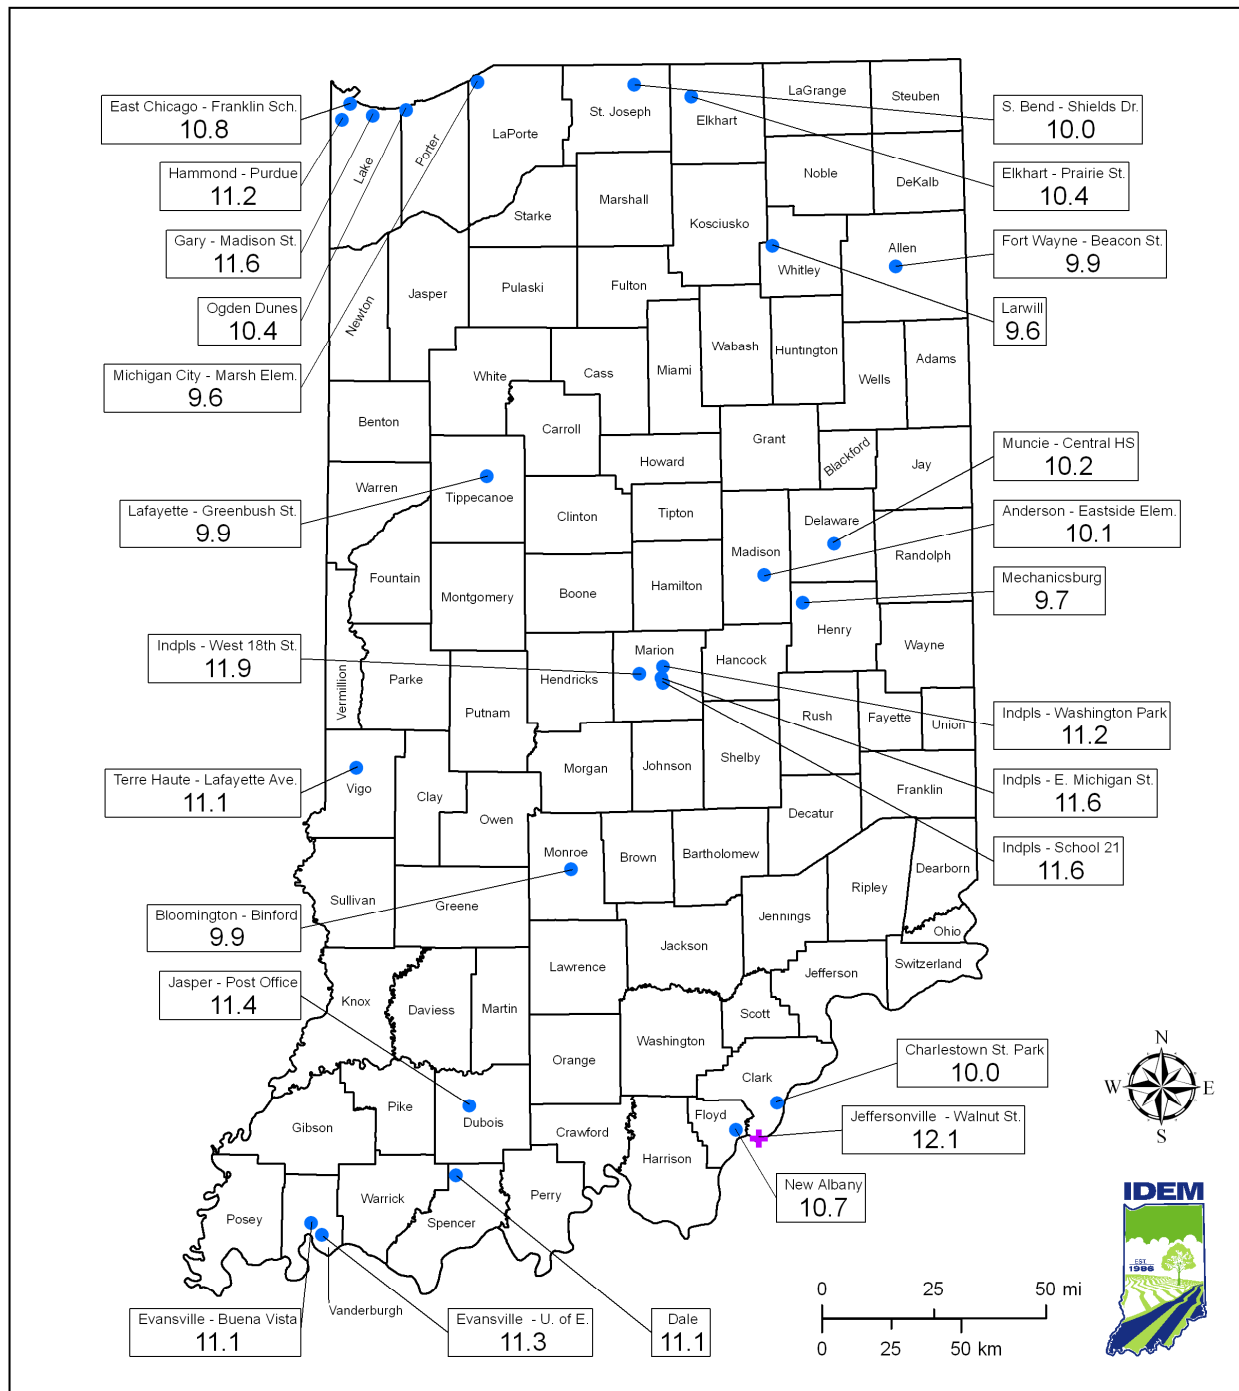 East Chicago - Franklin Sch.
10.8
Hammond - Purdue
11.2
Gary - Madison St.
11.6
Ogden Dunes
10.4
Michigan City - Marsh Elem.
9.6
Lafayette - Greenbush St.
9.9
Indpls - West 18th St.
11.9
Terre Haute - Lafayette Ave.
11.1
Bloomington - Binford
9.9
Jasper - Post Office
11.4
Evansville - Buena Vista
11.1
Evansville - U. of E.
11.3
Dale
11.1
S. Bend - Shields Dr.
10.0
Elkhart - Prairie St.
10.4
Fort Wayne - Beacon St.
9.9
Larwill
9.6
Muncie - Central HS
10.2
Anderson - Eastside Elem.
10.1
Mechanicsburg
9.7
Indpls - Washington Park
11.2
Indpls - E. Michigan St.
11.6
Indpls - School 21
11.6
Charlestown St. Park
10.0
Jeffersonville - Walnut St.
12.1
New Albany
10.7
Lake
Porter
LaPorte
St. Joseph
Elkhart
LaGrange
Steuben
Noble
DeKalb
Starke
Marshall
Kosciusko
Whitley
Allen
Newton
Jasper
Pulaski
Fulton
Wabash
Huntington
Miami
Cass
White
Wells
Adams
Benton
Carroll
Howard
Grant
Blackford
Jay
Warren
Tippecanoe
Clinton
Tipton
Madison
Delaware
Randolph
Fountain
Montgomery
Boone
Hamilton
Henry
Wayne
Vermillion
Parke
Putnam
Hendricks
Marion
Hancock
Rush
Fayette
Union
Vigo
Clay
Owen
Morgan
Johnson
Shelby
Decatur
Franklin
Monroe
Brown
Bartholomew
Sullivan
Greene
Jennings
Ripley
Dearborn
Ohio
Switzerland
Jefferson
Jackson
Lawrence
Knox
Daviess
Martin
Orange
Washington
Scott
Clark
Floyd
Harrison
Crawford
Dubois
Pike
Gibson
Posey
Vanderburgh
Warrick
Spencer
Perry
N
W
E
S
IDEM
EST.
1986
0
25
50 mi
0
25
50 km